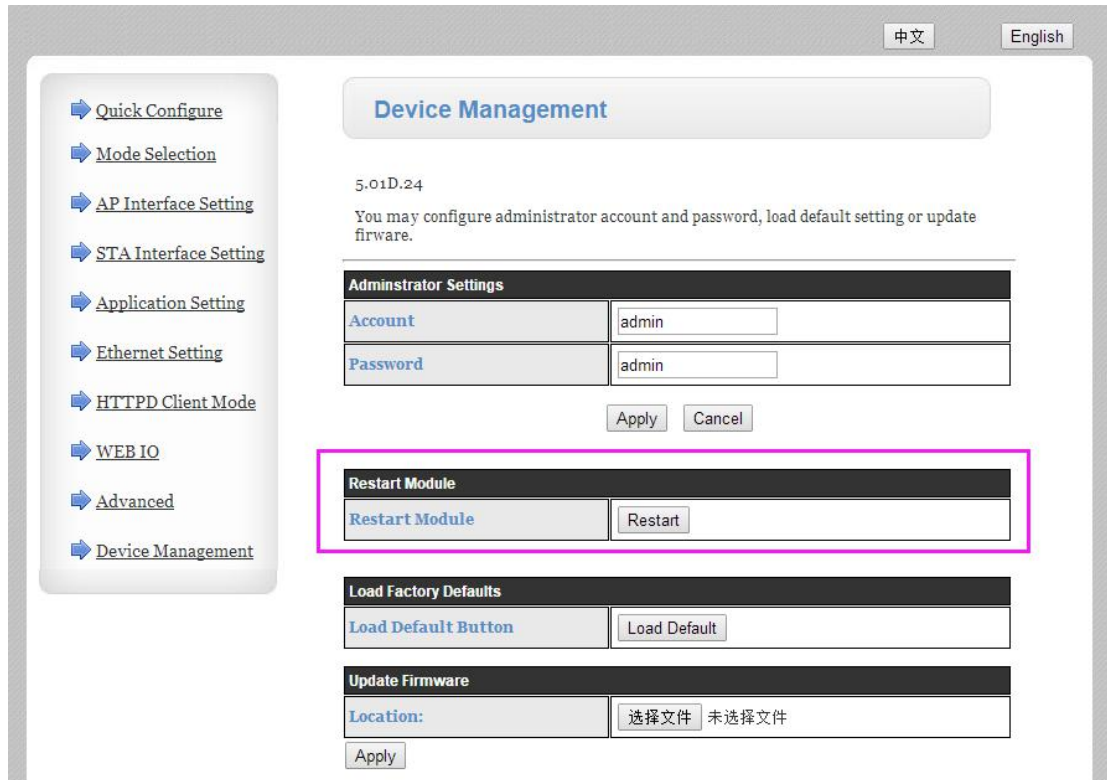 中文 English
Quick Configure
Mode Selection
AP Interface Setting
STA Interface Setting
Application Setting
Ethernet Setting
HTTPD Client Mode
WEB IO
Advanced
Device Management
Device Management
5.01D.24
You may configure administrator account and password, load default setting or update
firware.
Adminstrator Settings
Account admin
Password admin
Apply Cancel
Restart Module
Restart Module Restart
Load Factory Defaults
Load Default Button Load Default
Update Firmware
Location: 选择文件 未选择文件
Apply